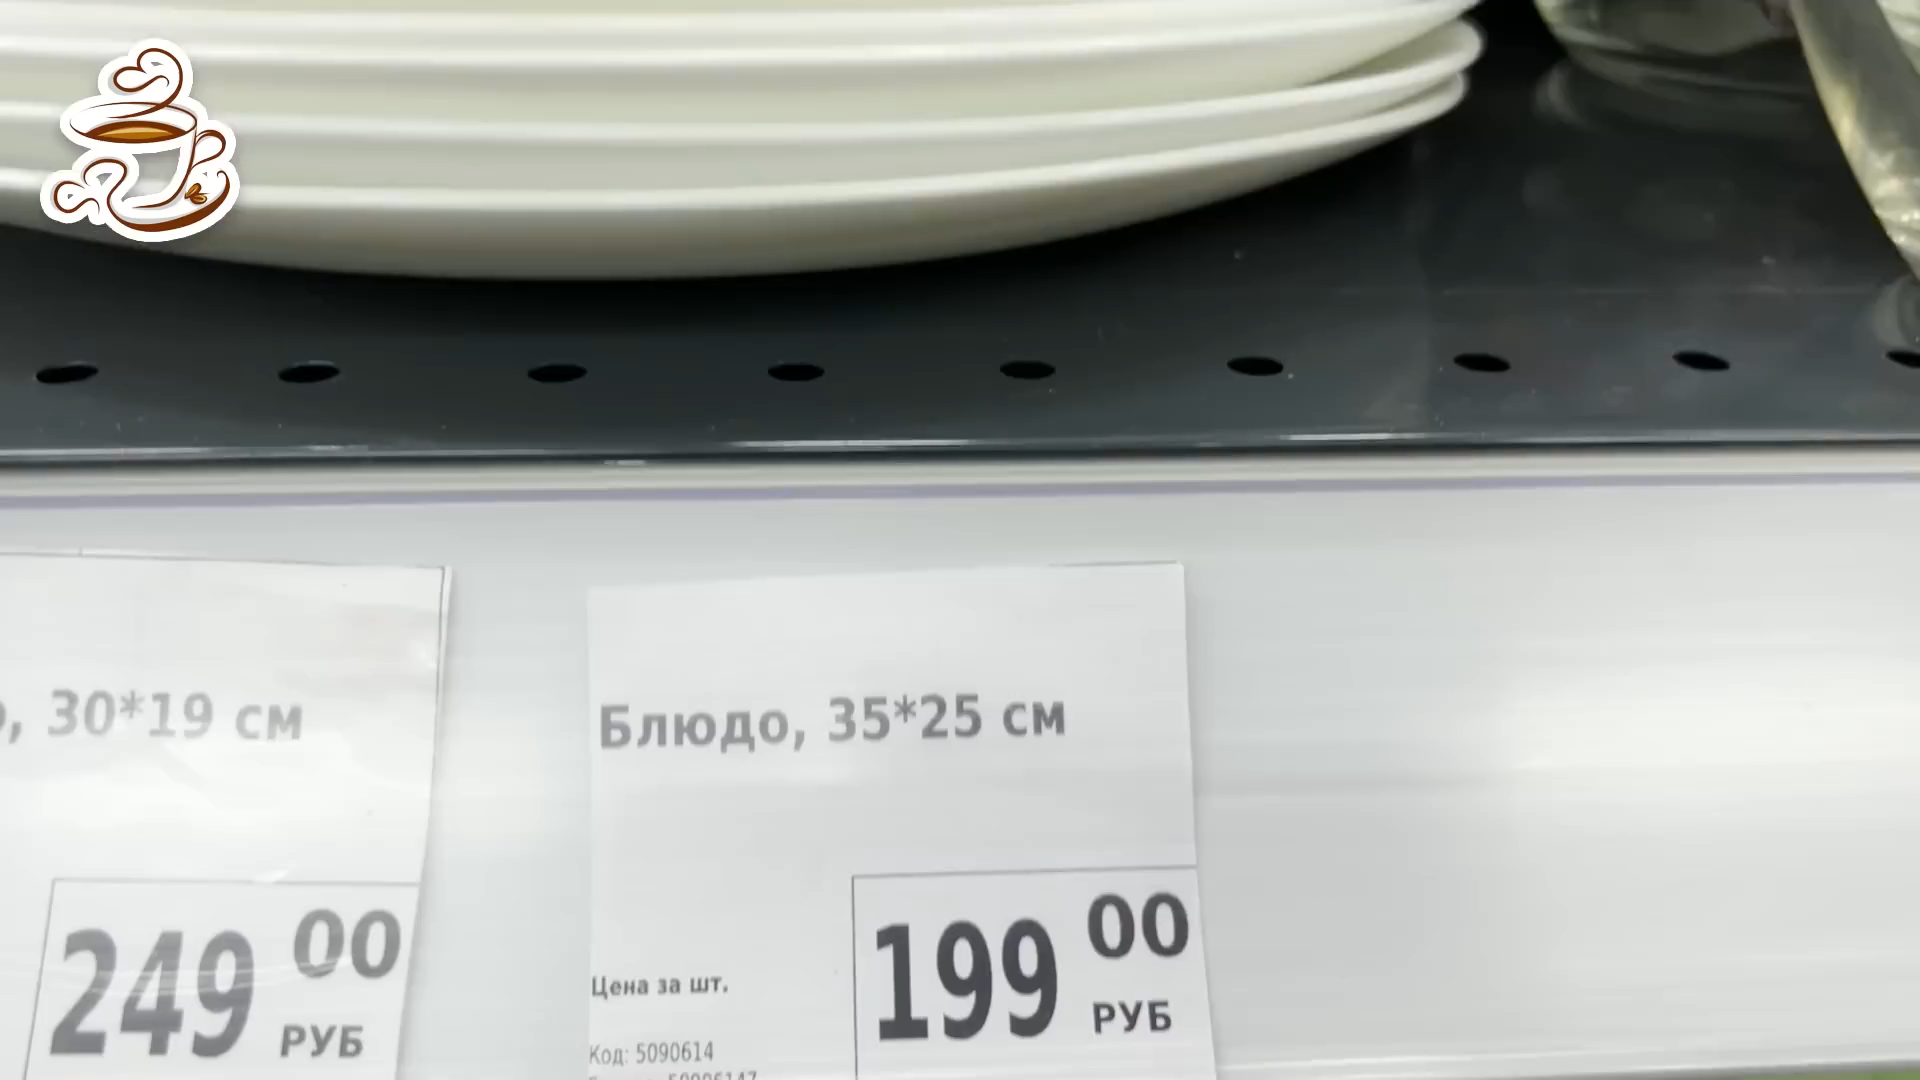 30*19 см
249 00
РУБ
Блюдо, 35*25 см
199 00
РУБ
Цена за шт.
Код: 5090614